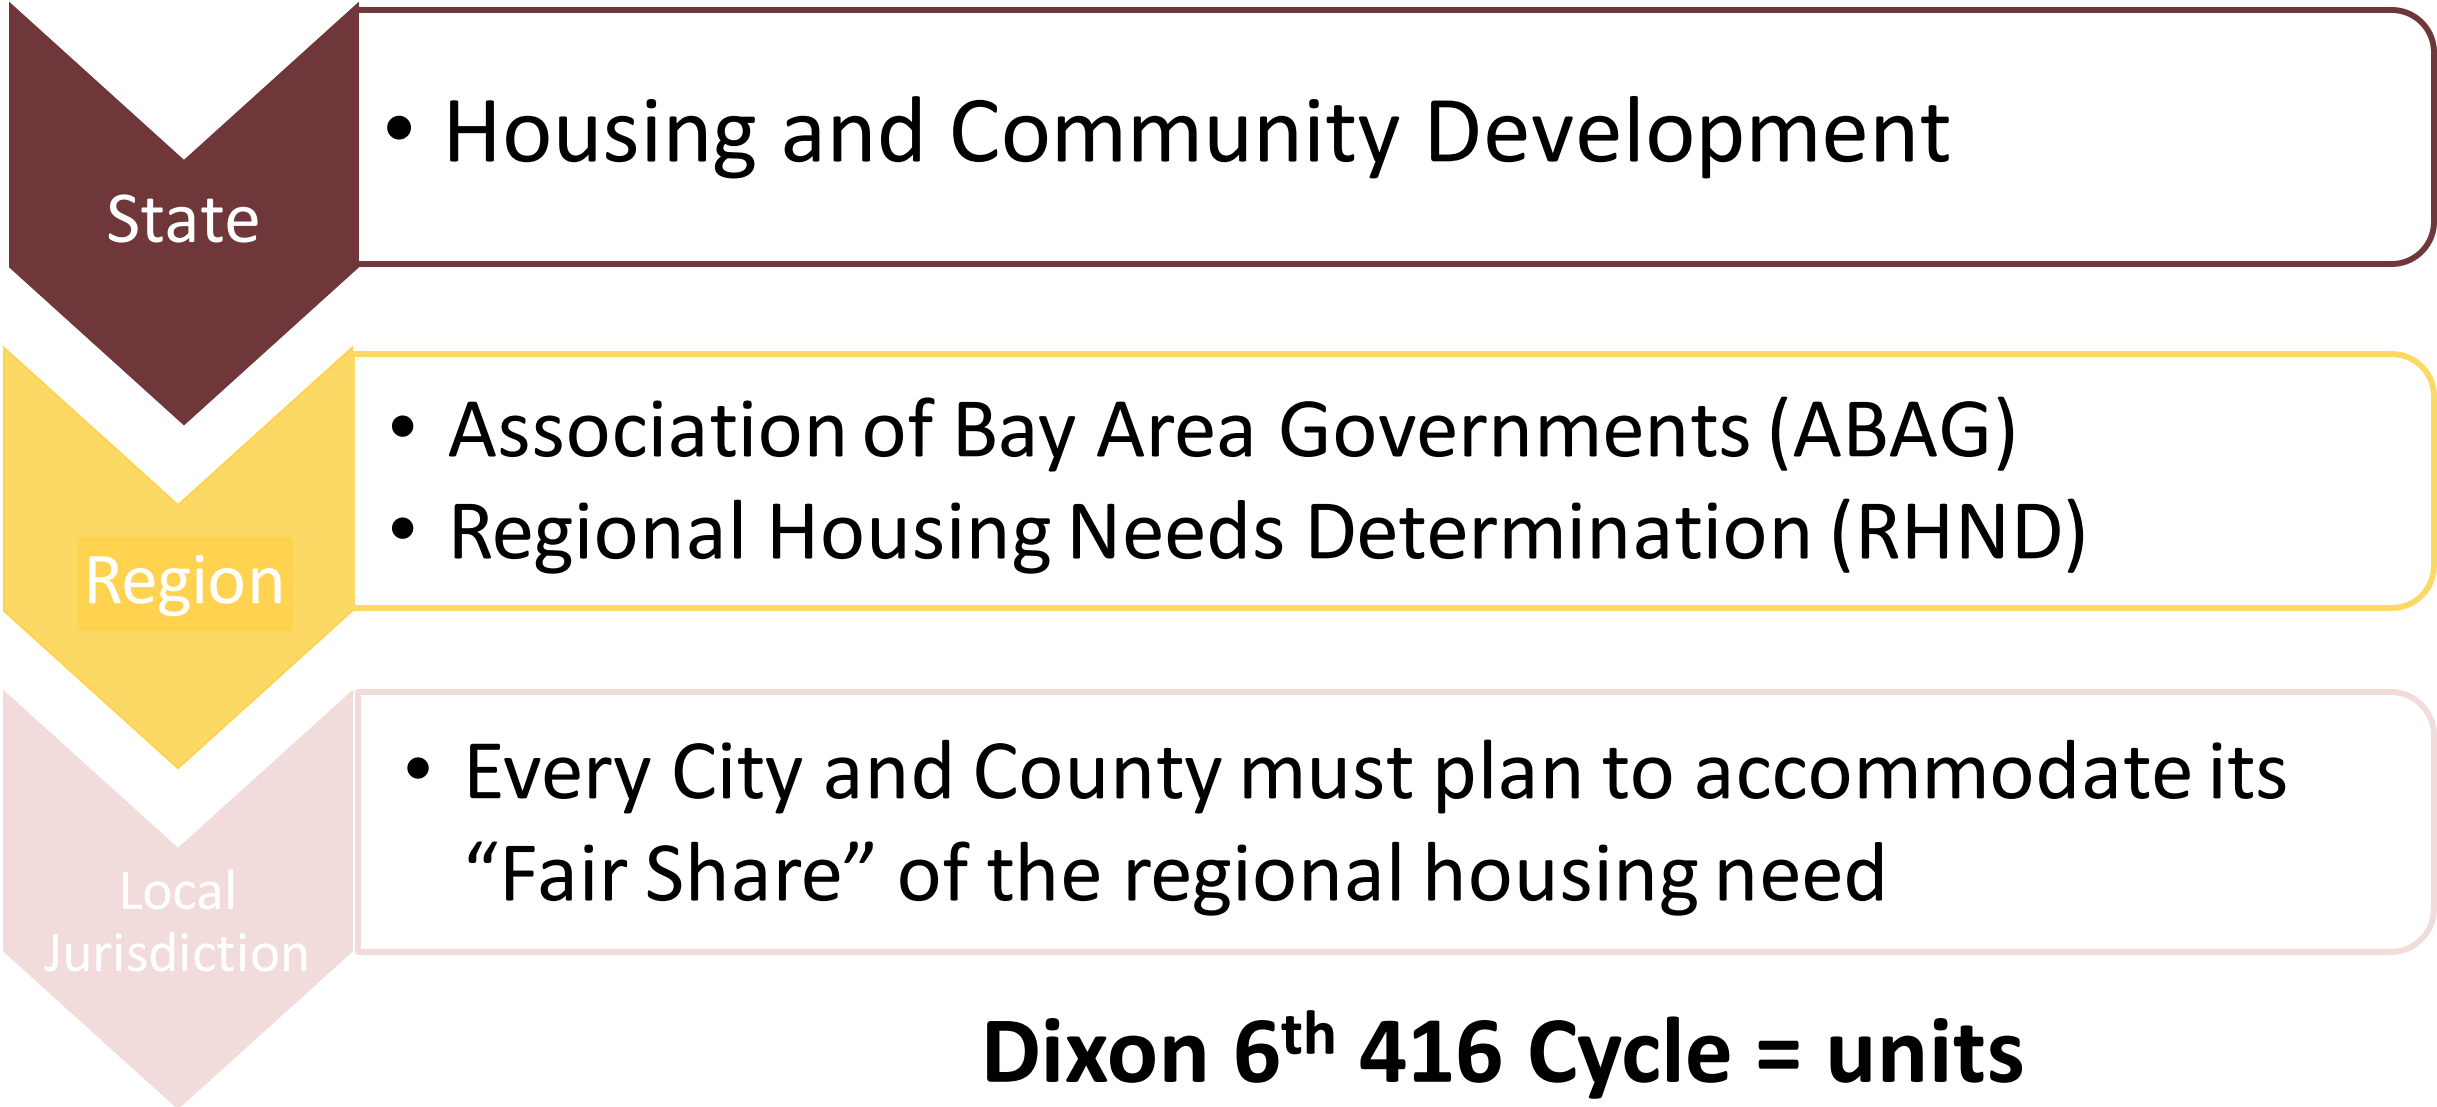 State
• Housing and Community Development
Region
• Association of Bay Area Governments (ABAG)
• Regional Housing Needs Determination (RHND)
Local
Jurisdiction
• Every City and County must plan to accommodate its
“Fair Share” of the regional housing need
Dixon 6th 416 Cycle = units